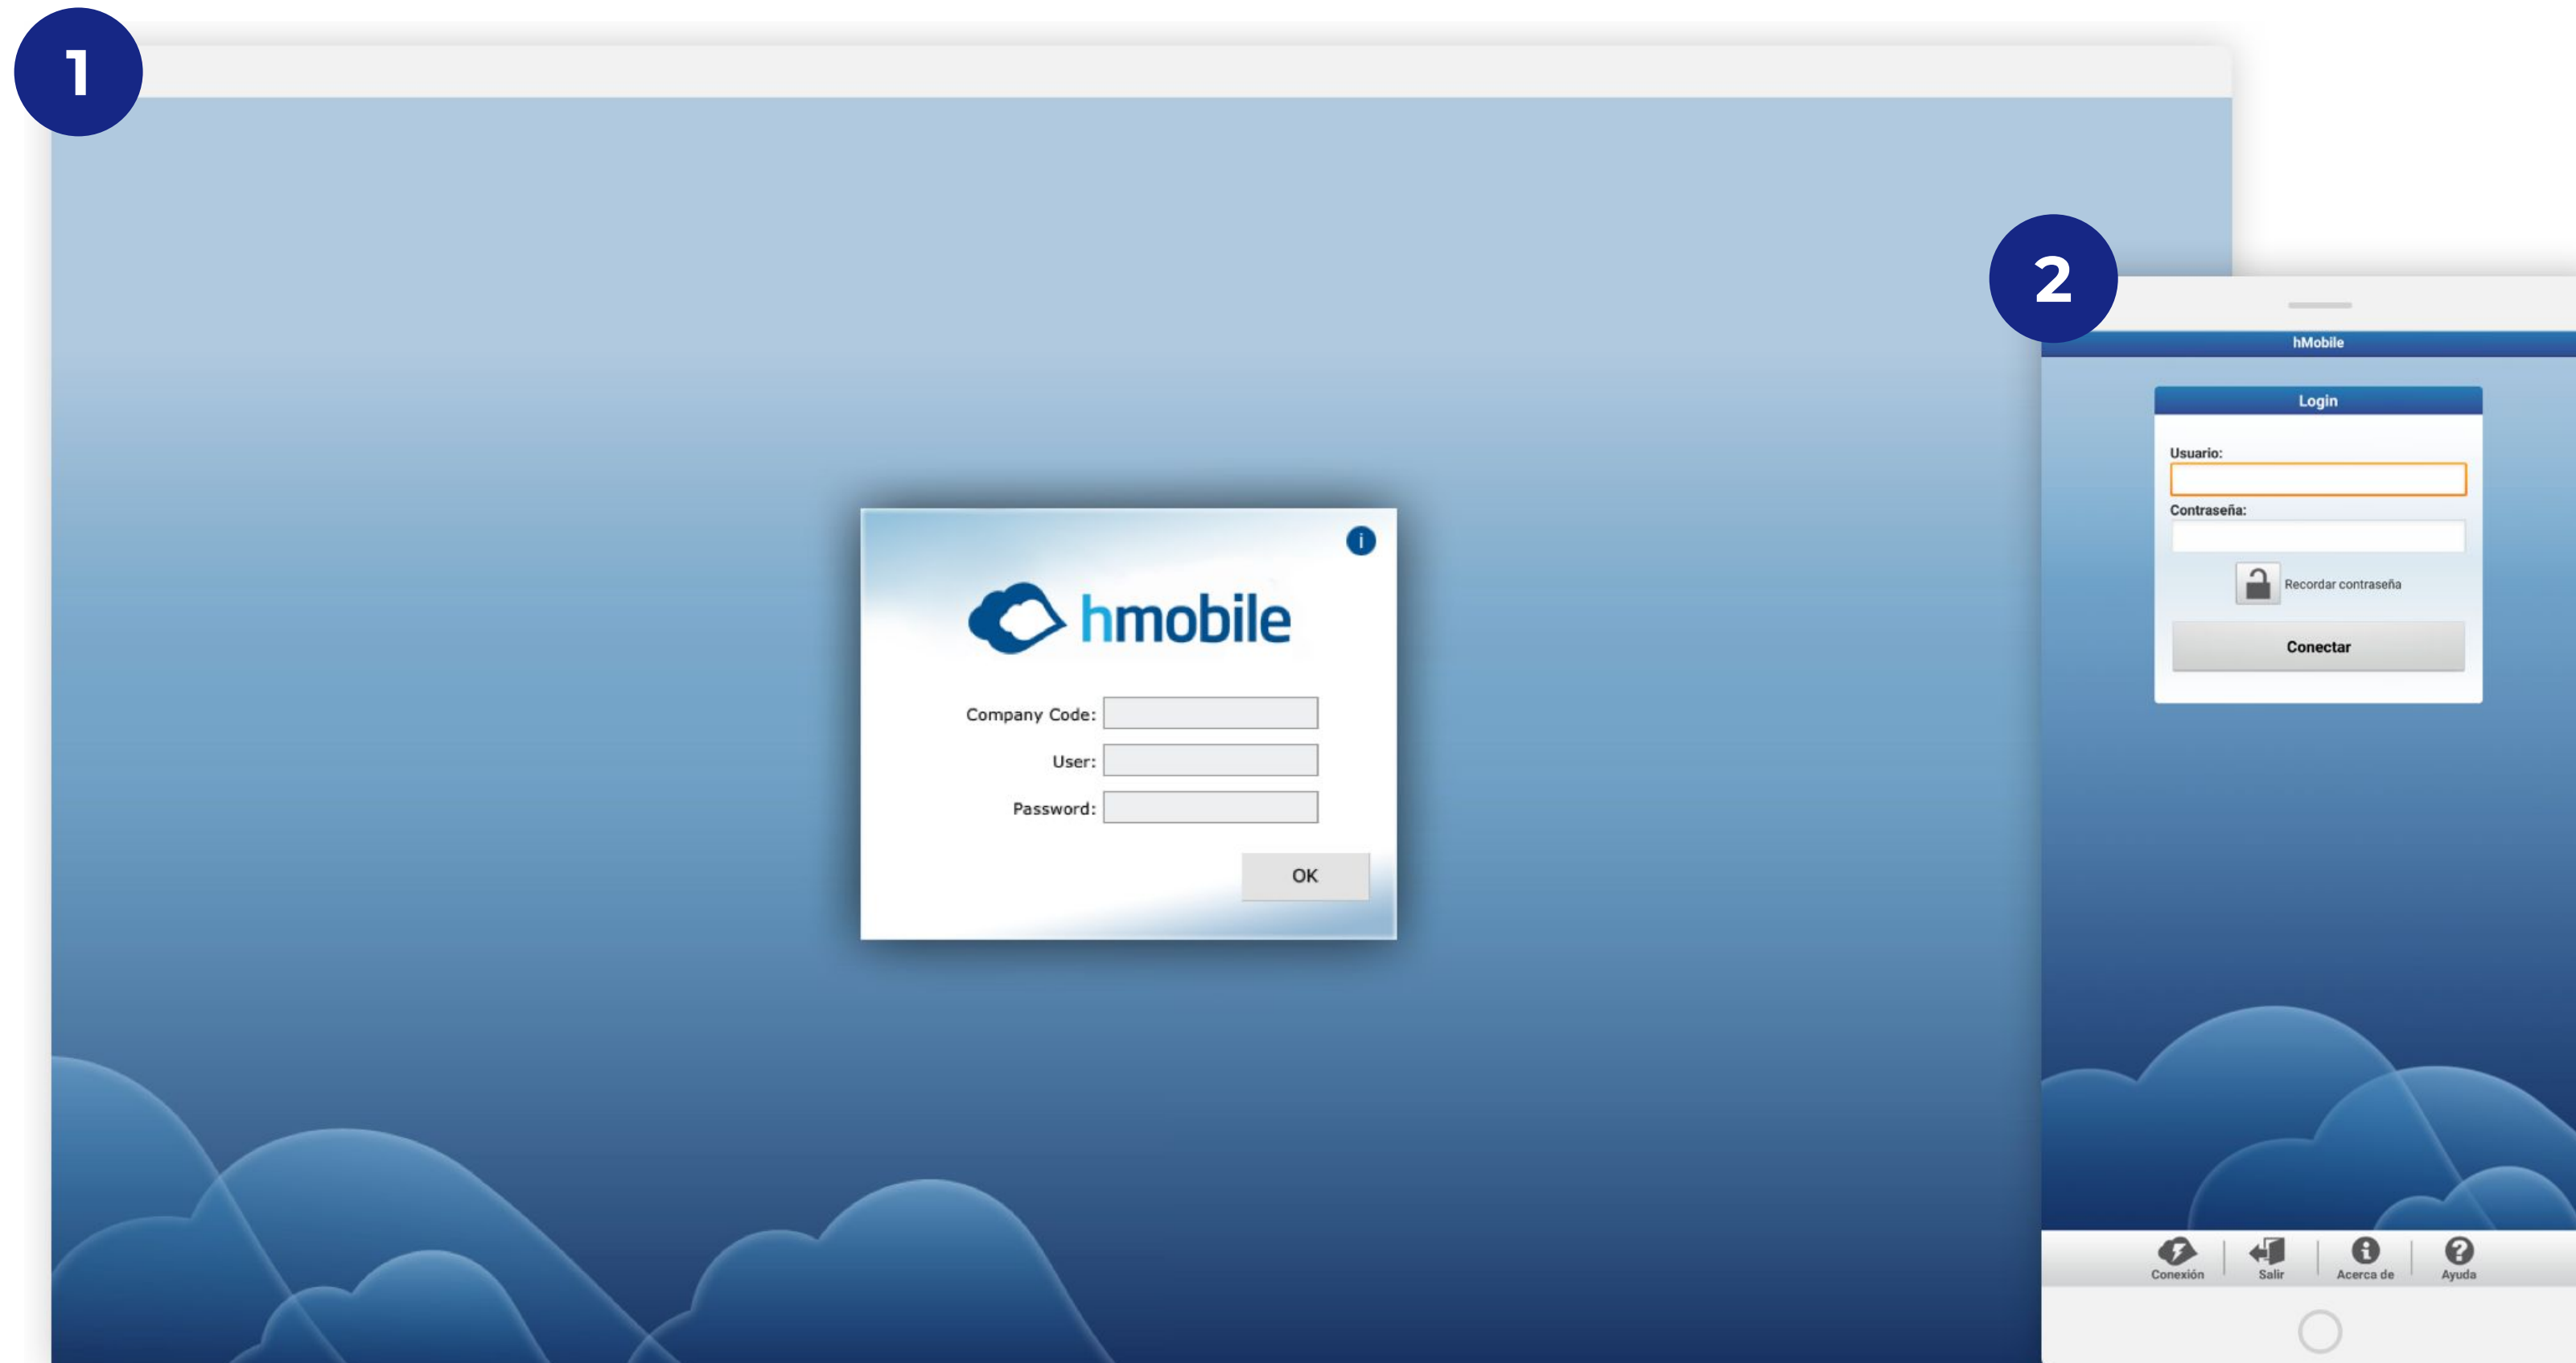 1
hmobile
Company Code:
User:
Password:
OK
2
hMobile
Login
Usuario:
Contraseña:
Recordar contraseña
Conectar
Conexión
Salir
Acerca de
Ayuda